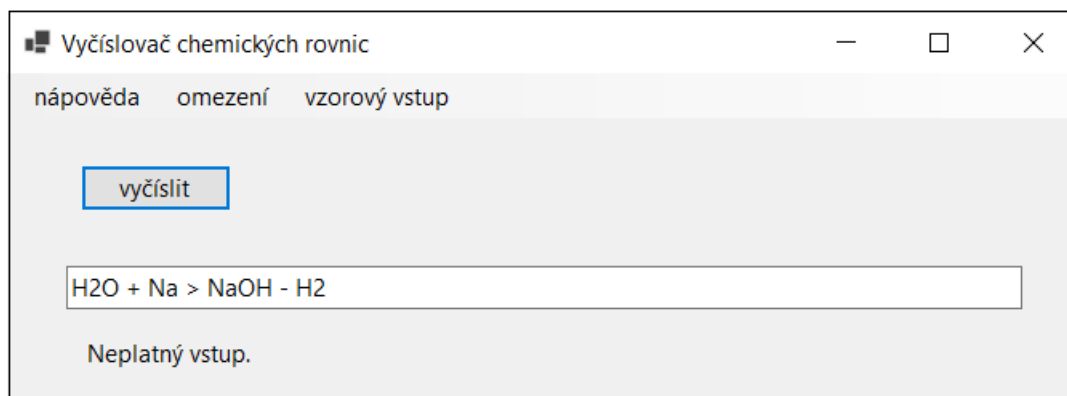 Vyčíslovač chemických rovnic
nápověda omezení vzorový vstup
vyčíslit
H2O + Na > NaOH - H2
Neplatný vstup.